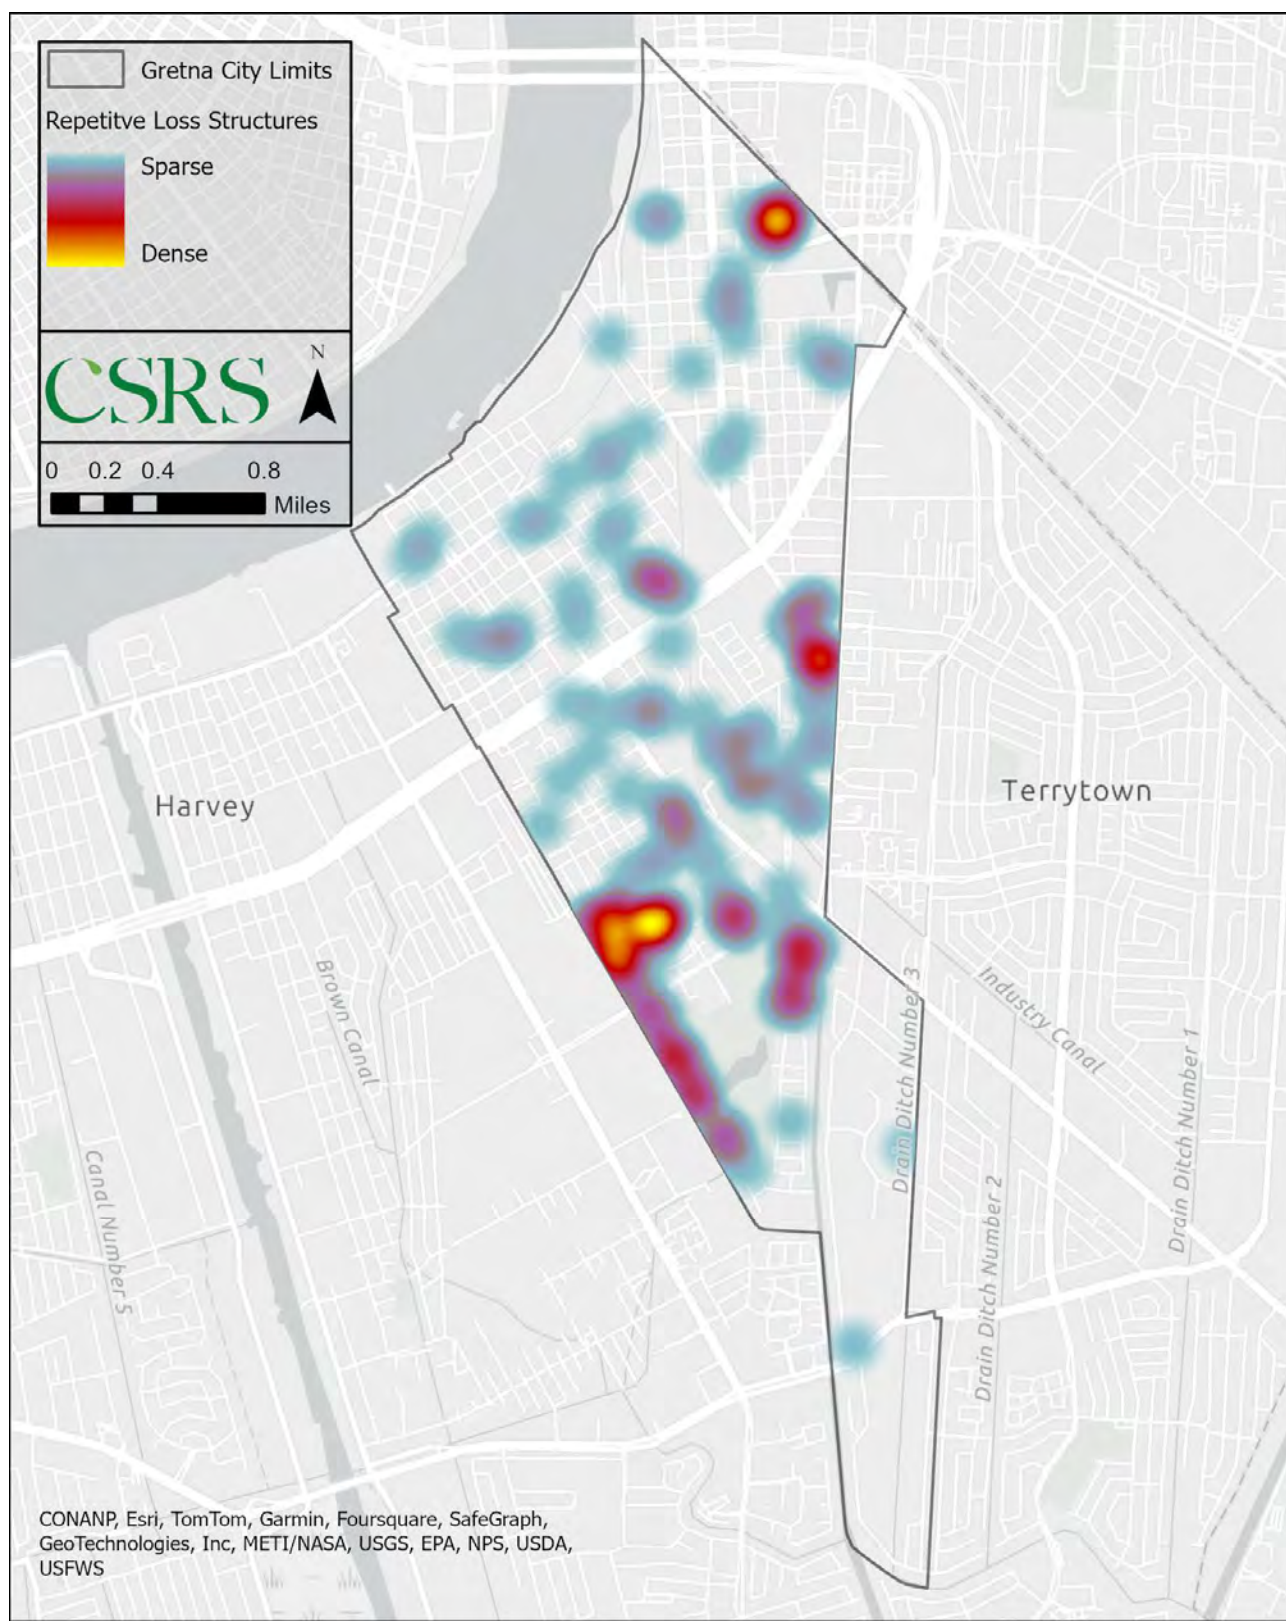 Gretna City Limits
Repetitve Loss Structures
Sparse
Dense
CSRS
N
0 0.2 0.4 0.8
Miles
Harvey
Terrytown
Brown Canal
Canal Number 5
Drain Ditch Number 3
Industry Canal
Drain Ditch Number 1
Drain Ditch Number 2
CONANP, Esri, TomTom, Garmin, Foursquare, SafeGraph,
GeoTechnologies, Inc, METI/NASA, USGS, EPA, NPS, USDA,
USFWS